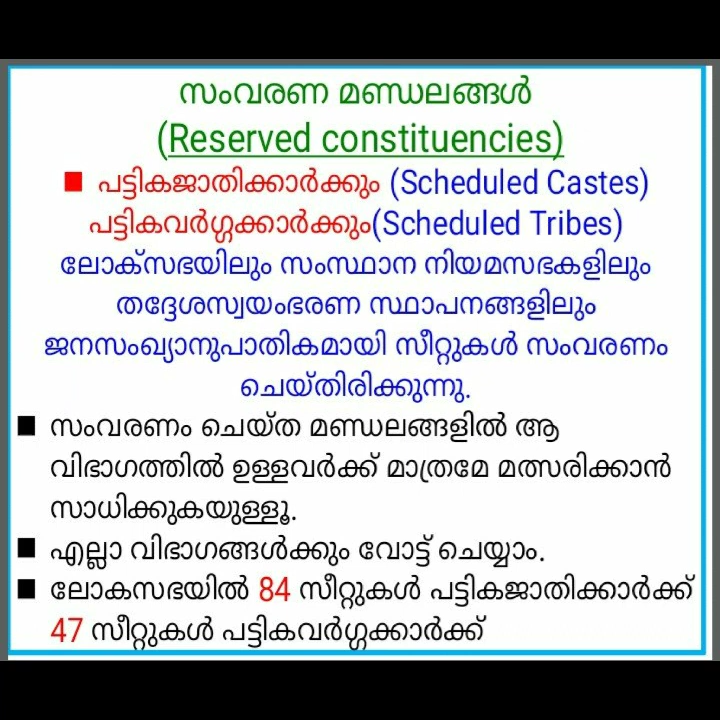 സംവരണ മണ്ഡലങ്ങൾ
(Reserved constituencies)
■ പട്ടികജാതിക്കാർക്കും (Scheduled Castes)
പട്ടികവർഗ്ഗക്കാർക്കും(Scheduled Tribes)
ലോക്സഭയിലും സംസ്ഥാന നിയമസഭകളിലും
തദ്ദേശസ്വയംഭരണ സ്ഥാപനങ്ങളിലും
ജനസംഖ്യാനുപാതികമായി സീറ്റുകൾ സംവരണം
ചെയ്തിരിക്കുന്നു.
■ സംവരണം ചെയ്ത മണ്ഡലങ്ങളിൽ ആ
വിഭാഗത്തിൽ ഉള്ളവർക്ക് മാത്രമേ മത്സരിക്കാൻ
സാധിക്കുകയുള്ളൂ.
■ എല്ലാ വിഭാഗങ്ങൾക്കും വോട്ട് ചെയ്യാം.
■ ലോകസഭയിൽ 84 സീറ്റുകൾ പട്ടികജാതിക്കാർക്ക്
47 സീറ്റുകൾ പട്ടികവർഗ്ഗക്കാർക്ക്